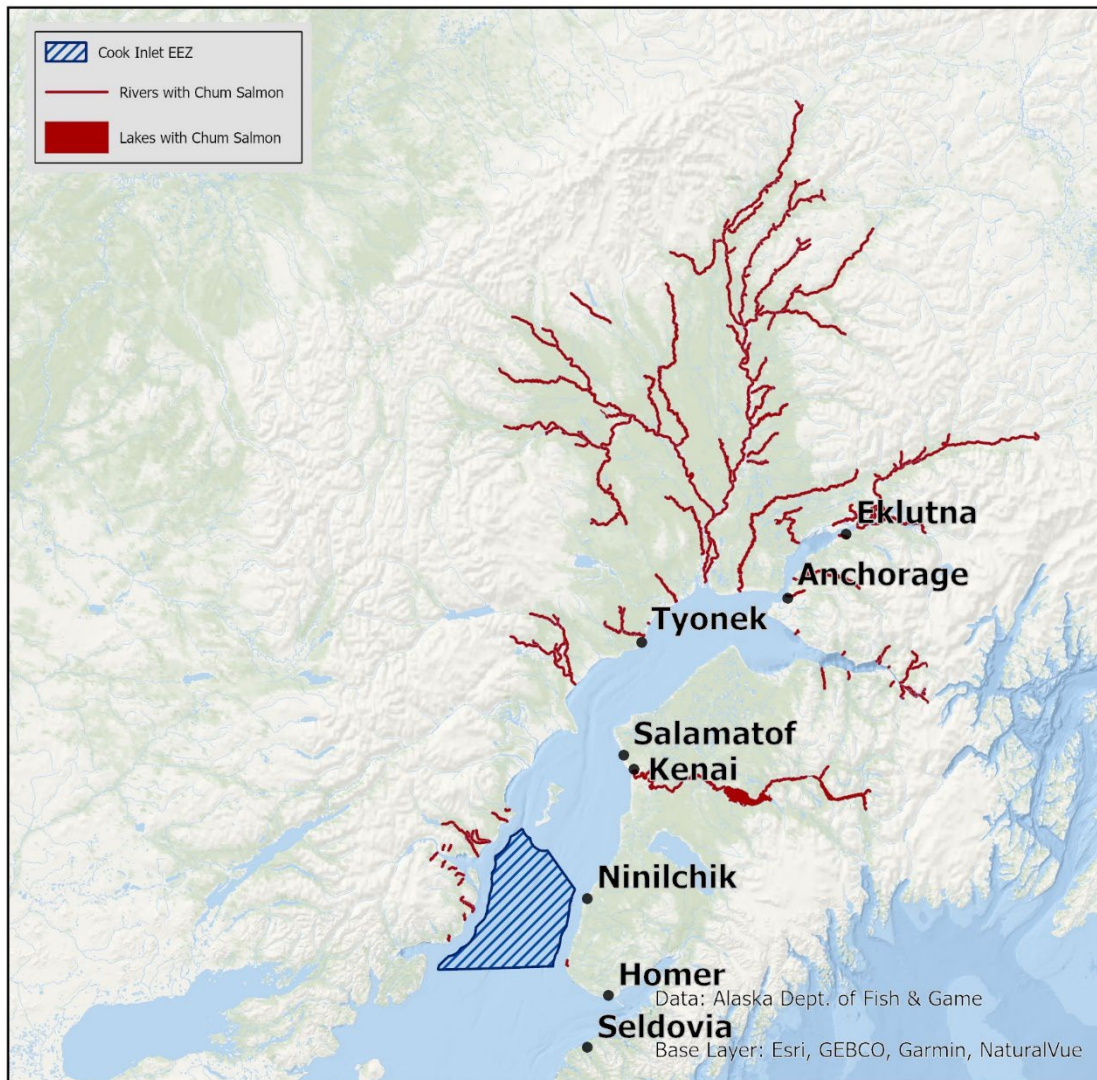 Cook Inlet EEZ
Rivers with Chum Salmon
Lakes with Chum Salmon
Eklutna
Anchorage
Tyonek
Salamatof
Kenai
Ninilchik
Homer
Data: Alaska Dept. of Fish & Game
Seldovia
Base Layer: Esri, GEBCO, Garmin, NaturalVue